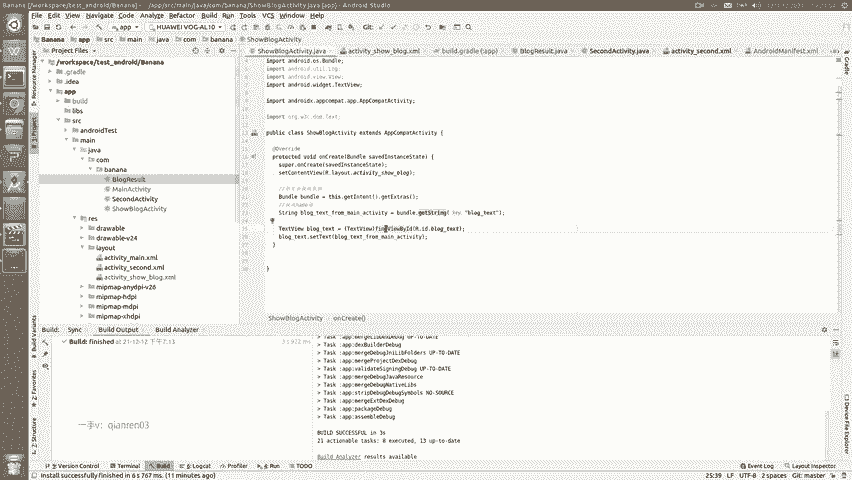 Banana [/workspace/test_android/Banana] - .../app/src/main/java/com/banana/ShowBlogActivity.java [app] - Android Studio
File Edit View Navigate Code Analyze Refactor Build Run Tools VCS Window Help
app
HUAWEI VOG-AL10
Git:
Banana app src main java com banana ShowBlogActivity
Project Files
ShowBlogActivity.java activity_show_blog.xml build.gradle (:app) BlogResult.java SecondActivity.java activity_second.xml AndroidManifest.xml
/workspace/test_android/Banana
.gradle
.idea
app
build
libs
src
androidTest
main
java
com
banana
BlogResult
MainActivity
SecondActivity
ShowBlogActivity
res
drawable
drawable-v24
layout
activity_main.xml
activity_second.xml
activity_show_blog.xml
mipmap-anydpi-v26
mipmap-hdpi
mipmap-mdpi
mipmap-xhdpi
import android.os.Bundle;
import android.util.Log;
import android.view.View;
import android.widget.TextView;
import androidx.appcompat.app.AppCompatActivity;
import org.w3c.dom.Text;
public class ShowBlogActivity extends AppCompatActivity {
@Override
protected void onCreate(Bundle savedInstanceState) {
super.onCreate(savedInstanceState);
setContentView(R.layout.activity_show_blog);
Bundle bundle = this.getIntent().getExtras();
String blog_text_from_main_activity = bundle.getString( key: "blog_text");
TextView blog_text = (TextView)findViewById(R.id.blog_text);
blog_text.setText(blog_text_from_main_activity);
}
}
ShowBlogActivity onCreate()
Build: Sync Build Output Build Analyzer
Build: finished at 21-12-12 下午7:13
> Task :app:dexBuilderDebug
> Task :app:mergeDebugJniLibFolders UP-TO-DATE
> Task :app:mergeProjectDexDebug
> Task :app:validateSigningDebug UP-TO-DATE
> Task :app:mergeDebugJavaResource
> Task :app:mergeDebugNativeLibs
> Task :app:stripDebugDebugSymbols NO-SOURCE
> Task :app:mergeExtDexDebug
> Task :app:packageDebug
> Task :app:assembleDebug
BUILD SUCCESSFUL in 3s
21 actionable tasks: 8 executed, 13 up-to-date
Build Analyzer results available
一手v: qianren03
Version Control Terminal Build 6: Logcat Profiler 4: Run TODO Event Log Layout Inspector
Install successfully finished in 6 s 767 ms. (11 minutes ago) 25:39 LF UTF-8 2 spaces Git: master
Resource Manager
1: Project
Build Variants
2: Favorites
Z: Structure
Gradle
Device File Explorer